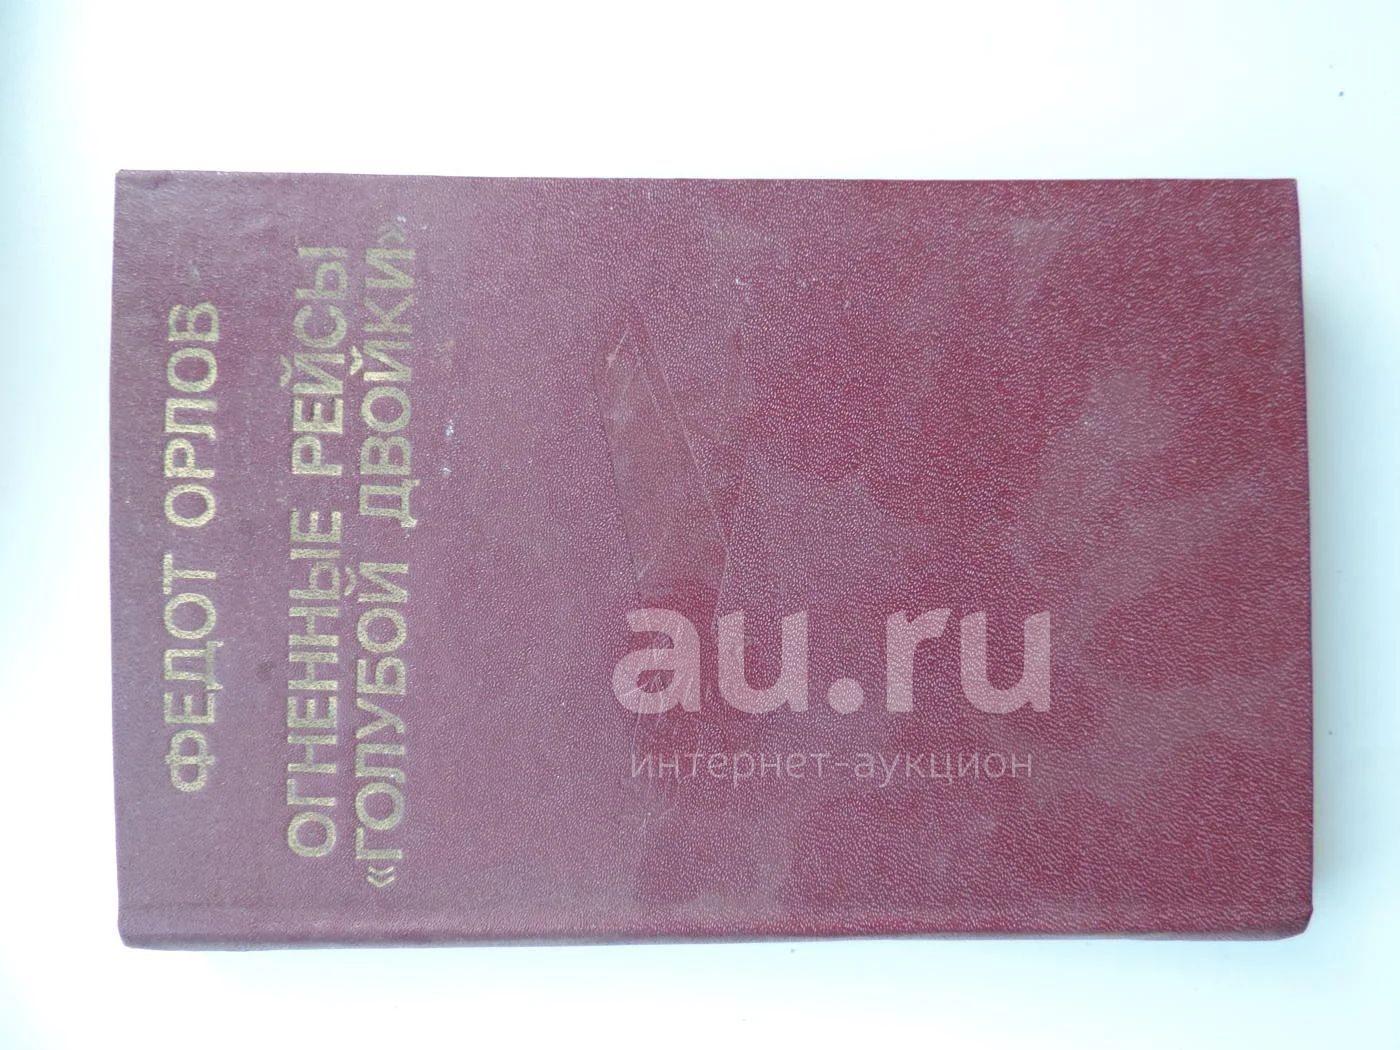 ФЕДОТ ОРЛОВ
ОГНЕННЫЕ РЕЙСЫ
«ГОЛУБОЙ ДВОЙКИ»
au.ru
интернет-аукцион